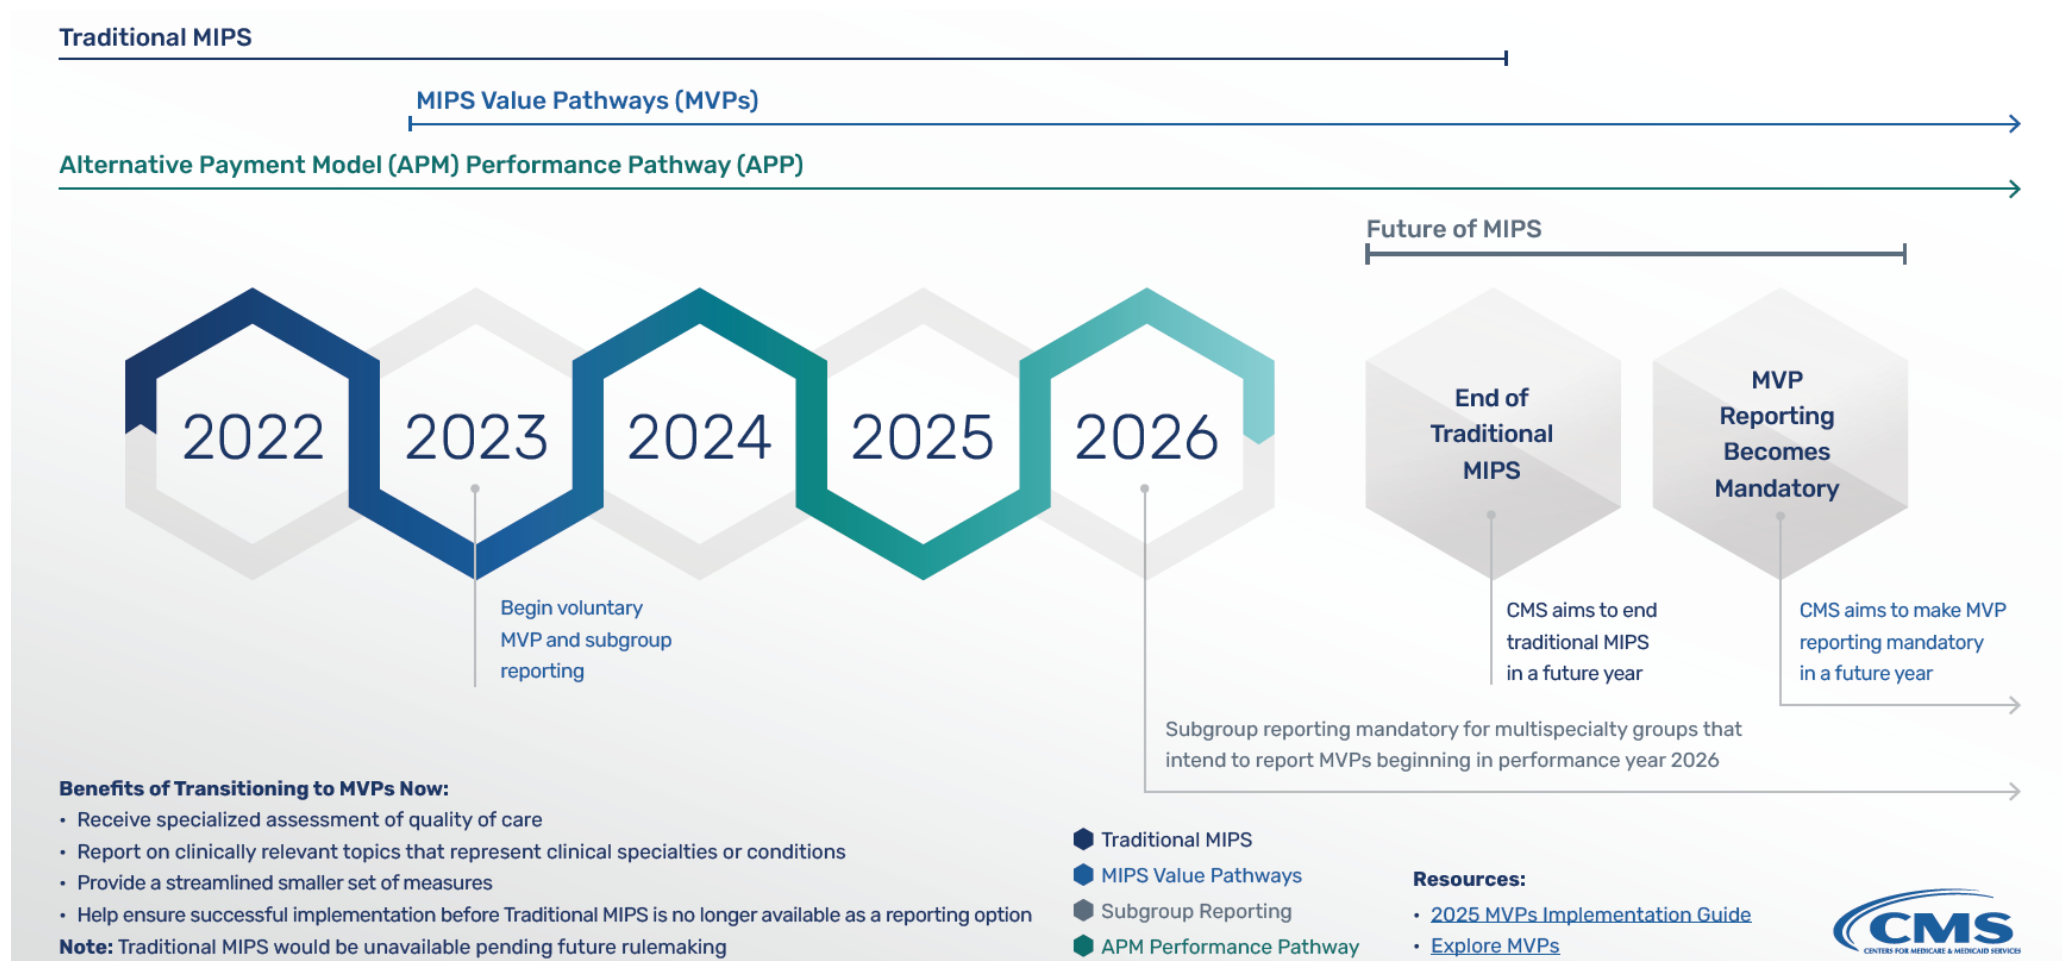 Traditional MIPS
MIPS Value Pathways (MVPs)
Alternative Payment Model (APM) Performance Pathway (APP)
Future of MIPS
2022
2023
2024
2025
2026
End of
Traditional
MIPS
MVP
Reporting
Becomes
Mandatory
Begin voluntary
MVP and subgroup
reporting
CMS aims to end
traditional MIPS
in a future year
CMS aims to make MVP
reporting mandatory
in a future year
Subgroup reporting mandatory for multispecialty groups that
intend to report MVPs beginning in performance year 2026
Benefits of Transitioning to MVPs Now:
• Receive specialized assessment of quality of care
• Report on clinically relevant topics that represent clinical specialties or conditions
• Provide a streamlined smaller set of measures
• Help ensure successful implementation before Traditional MIPS is no longer available as a reporting option
Note: Traditional MIPS would be unavailable pending future rulemaking
Traditional MIPS
MIPS Value Pathways
Subgroup Reporting
APM Performance Pathway
Resources:
• 2025 MVPs Implementation Guide
• Explore MVPs
CMS
CENTERS FOR MEDICARE & MEDICAID SERVICES